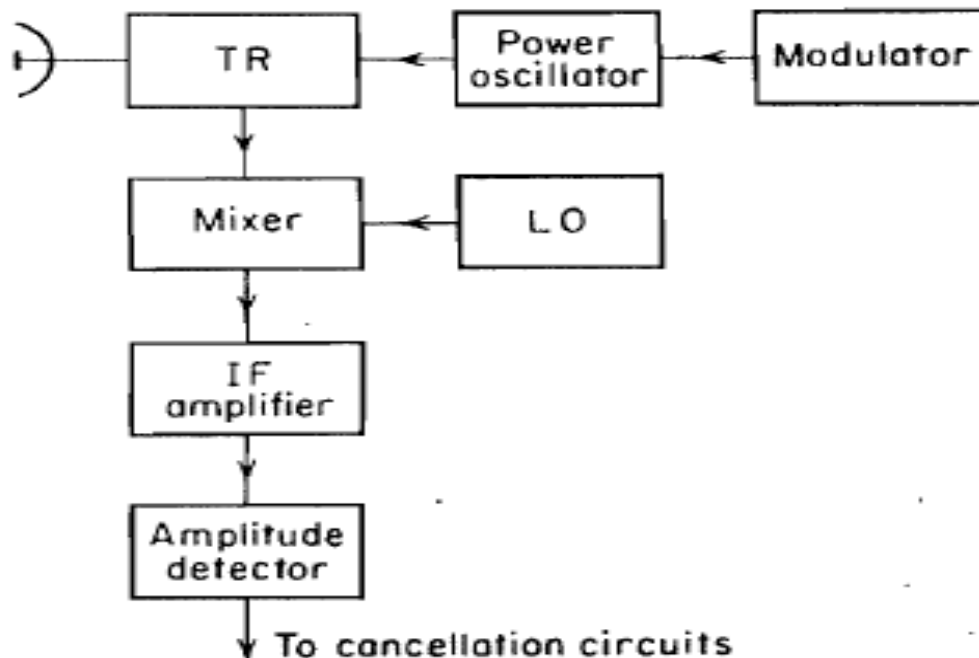 TR
Power
oscillator
Modulator
Mixer
LO
IF
amplifier
Amplitude
detector
To cancellation circuits